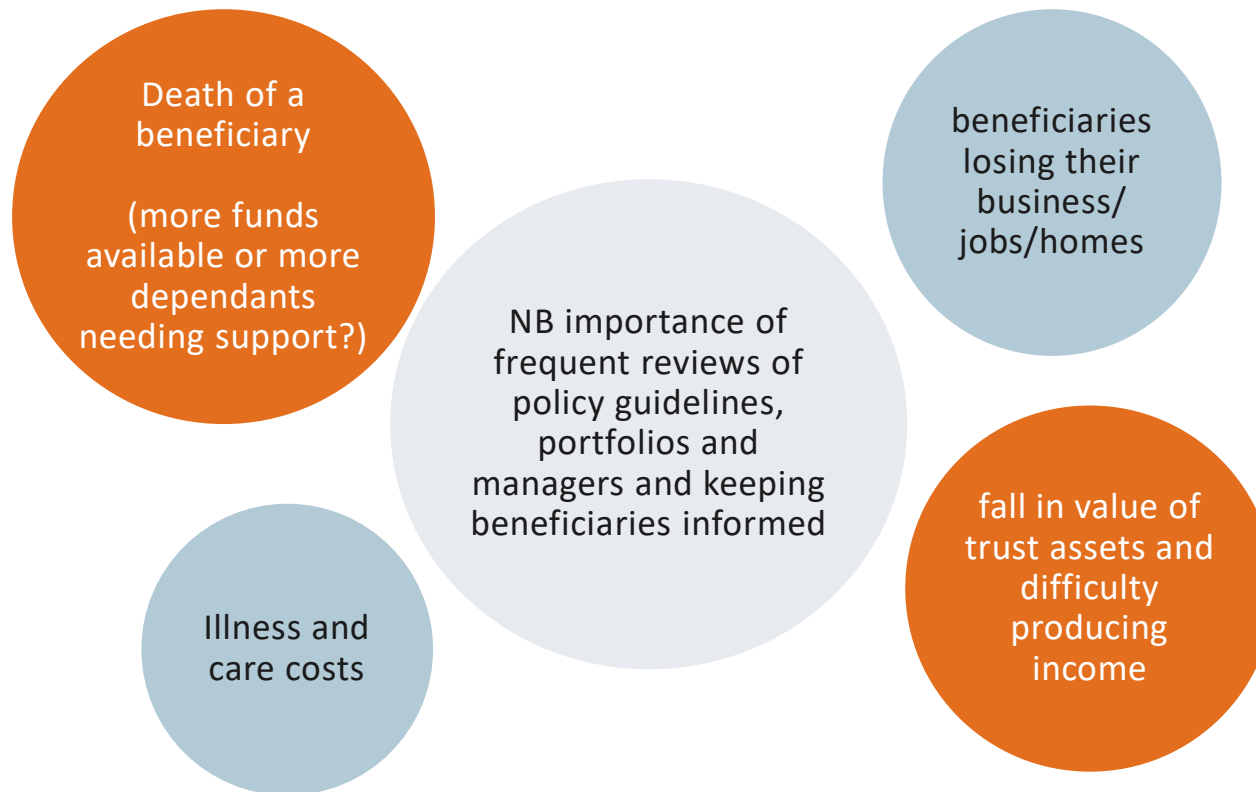 Death of a
beneficiary
(more funds
available or more
dependants
needing support?)
beneficiaries
losing their
business/
jobs/homes
NB importance of
frequent reviews of
policy guidelines,
portfolios and
managers and keeping
beneficiaries informed
Illness and
care costs
fall in value of
trust assets and
difficulty
producing
income